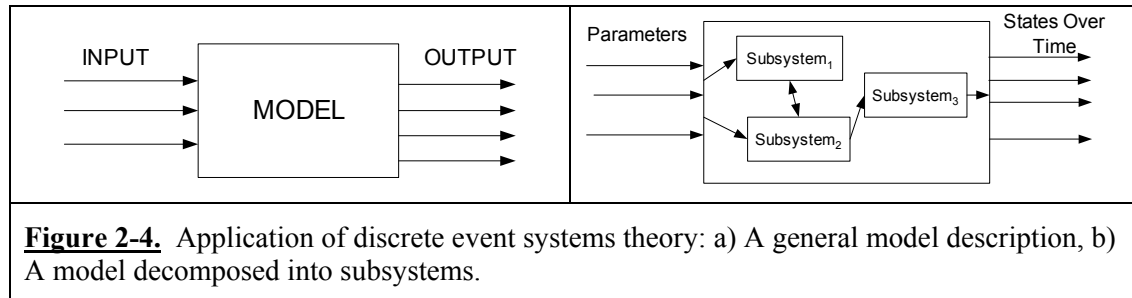 INPUT
OUTPUT
MODEL
Parameters
States Over
Time
Subsystem₁
Subsystem₂
Subsystem₃
Figure 2-4. Application of discrete event systems theory: a) A general model description, b)
A model decomposed into subsystems.